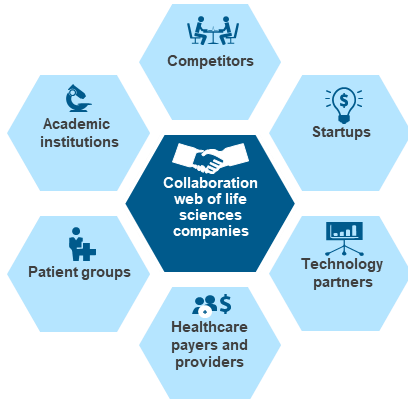 Competitors
Academic
institutions
Startups
Collaboration
web of life
sciences
companies
Patient groups
Technology
partners
Healthcare
payers and
providers